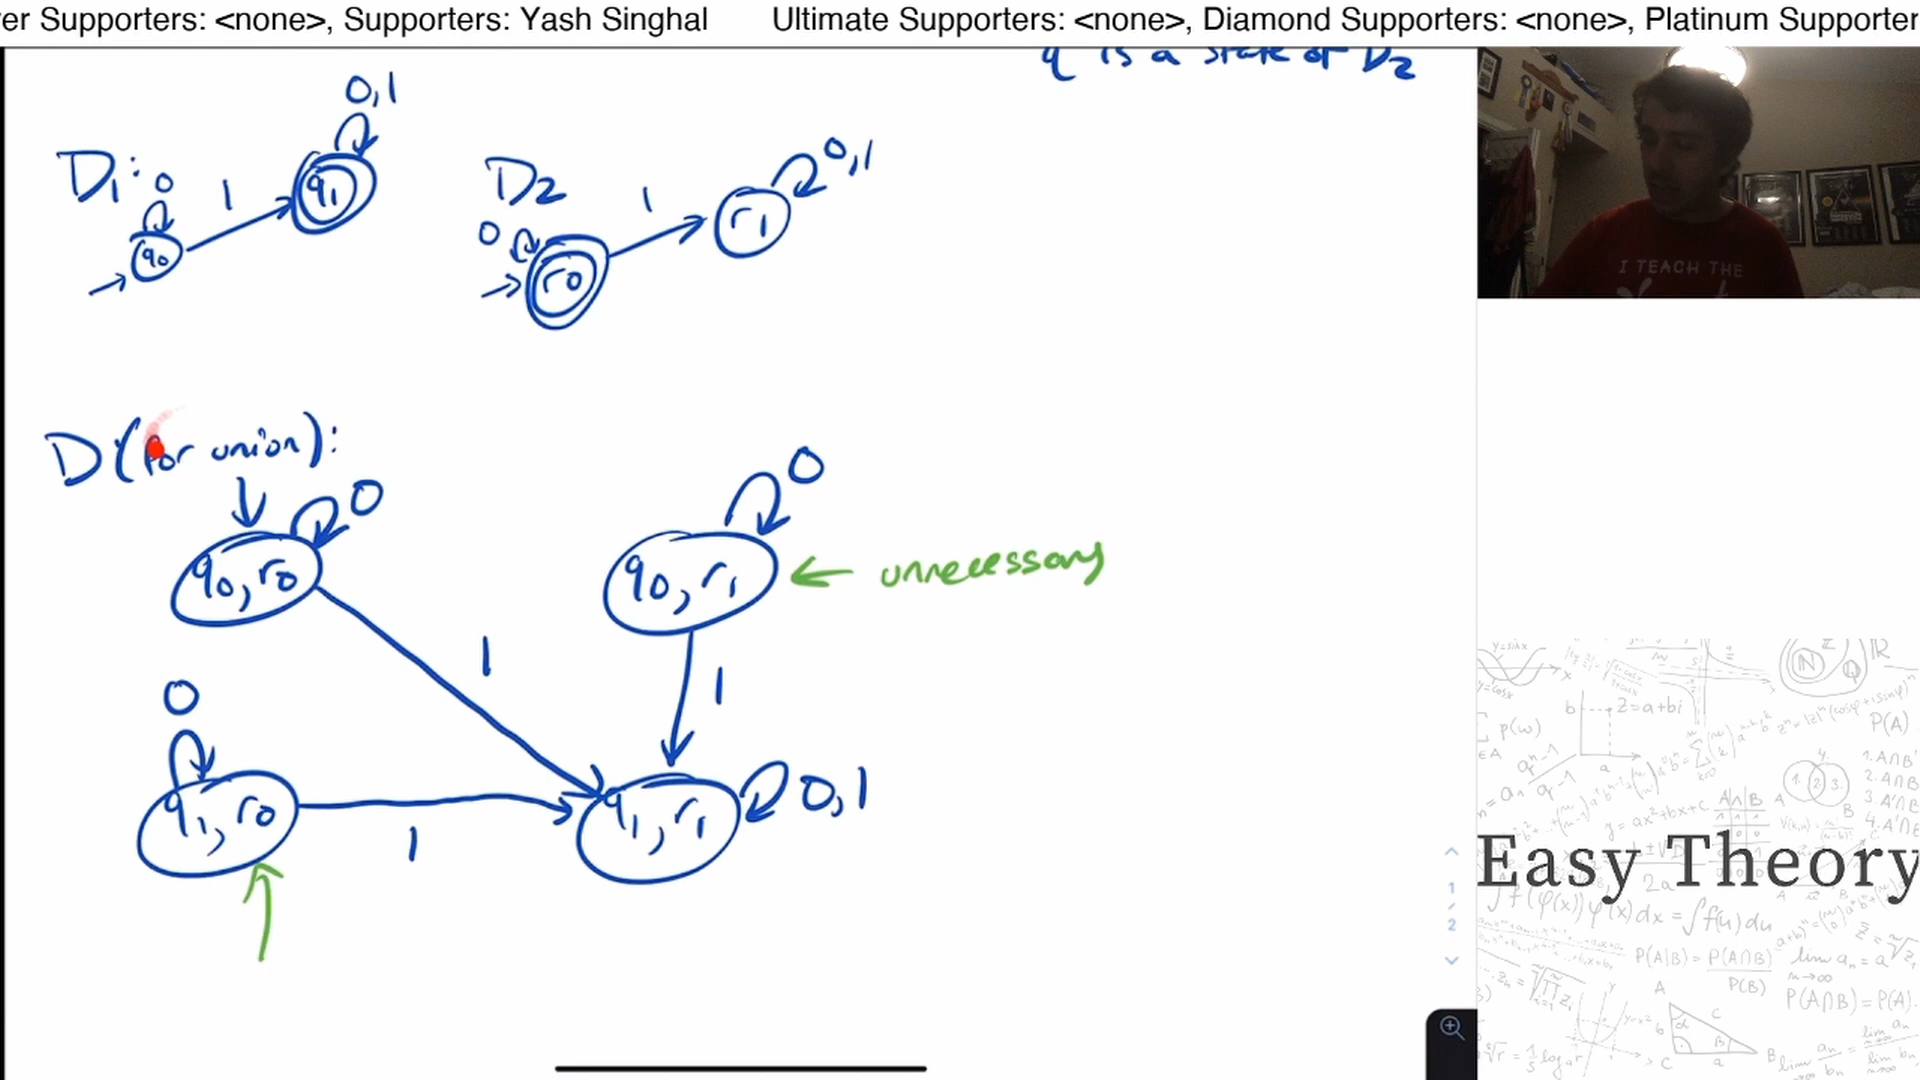 er Supporters: <none>, Supporters: Yash Singhal Ultimate Supporters: <none>, Diamond Supporters: <none>, Platinum Supporter
q is a state of D2
D1:
0
1
0,1
q0
q1
D2
0
1
0,1
r0
r1
I TEACH THE
D (for union):
0
0
q0, r0
q0, r1
← unnecessary
1
1
0
q1, r0
q1, r1
0,1
1
1
2
Easy Theory